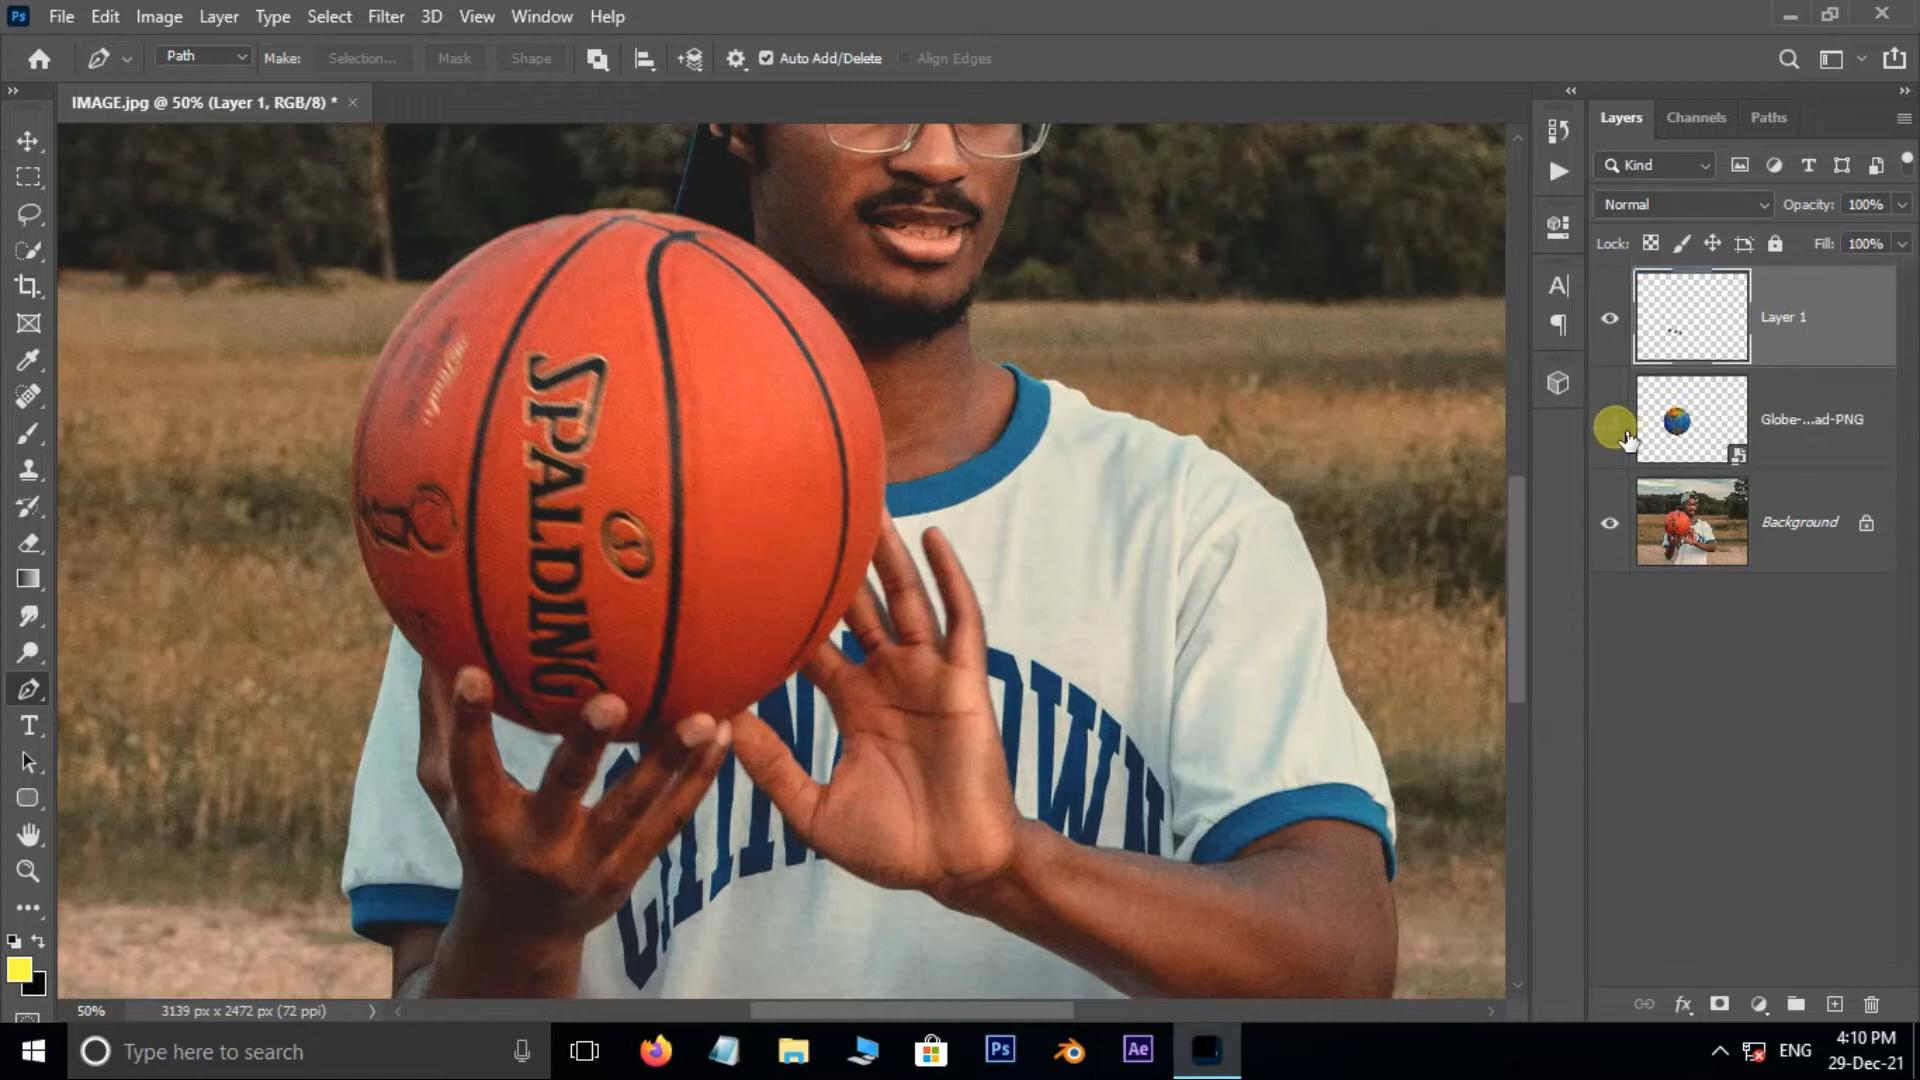 Ps File Edit Image Layer Type Select Filter 3D View Window Help
Path Make: Selection... Mask Shape Auto Add/Delete Align Edges
IMAGE.jpg @ 50% (Layer 1, RGB/8) *
Layers Channels Paths
Kind
Normal Opacity: 100%
Lock: Fill: 100%
Layer 1
Globe-...ad-PNG
Background
SPALDING
50% 3139 px x 2472 px (72 ppi)
Type here to search
Ps
Ae
ENG
4:10 PM
29-Dec-21